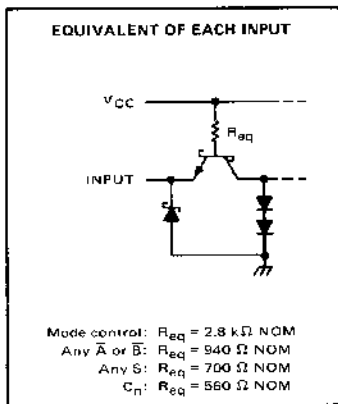 EQUIVALENT OF EACH INPUT
VCC
Req
INPUT
Mode control: Req = 2.8 kΩ NOM
Any A̅ or B̅: Req = 940 Ω NOM
Any S: Req = 700 Ω NOM
Cn: Req = 560 Ω NOM